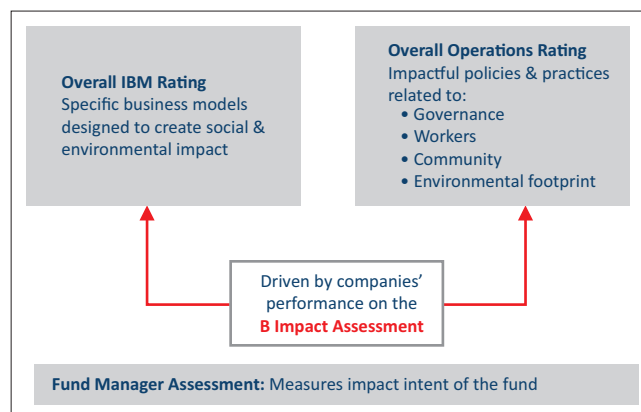 Overall IBM Rating
Specific business models
designed to create social &
environmental impact
Overall Operations Rating
Impactful policies & practices
related to:
• Governance
• Workers
• Community
• Environmental footprint
Driven by companies’
performance on the
B Impact Assessment
Fund Manager Assessment: Measures impact intent of the fund